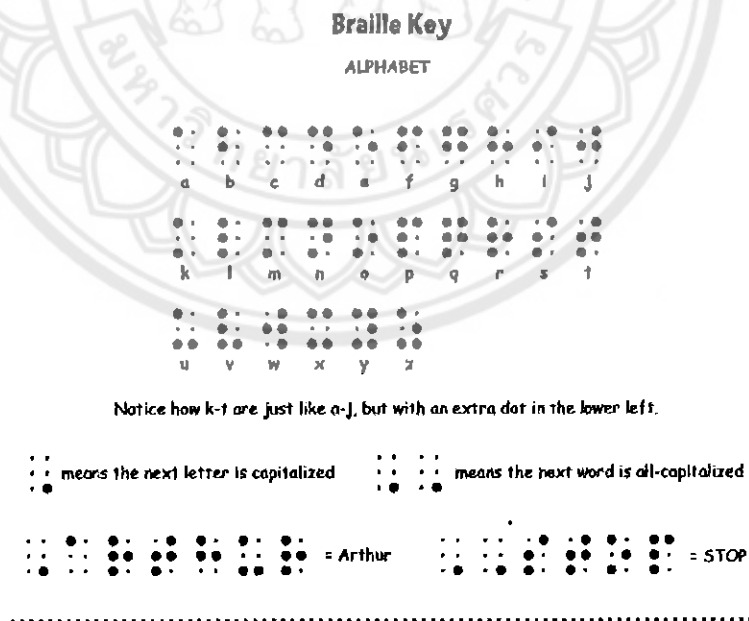 Braille Key
ALPHABET
a b c d e f g h i j
k l m n o p q r s t
u v w x y z
Notice how k-t are just like a-j, but with an extra dot in the lower left.
means the next letter is capitalized means the next word is all-capitalized
= Arthur = STOP